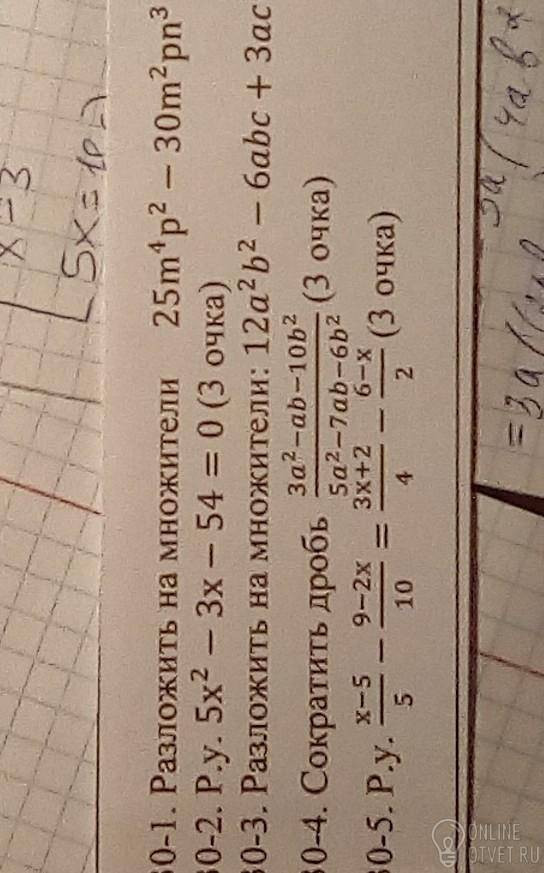 x = 3
5x = 18
30-1. Разложить на множители 25m⁴p² − 30m²pn³
30-2. Р.у. 5x² − 3x − 54 = 0 (3 очка)
30-3. Разложить на множители: 12a²b² − 6abc + 3ac
30-4. Сократить дробь (3a²−ab−10b²)/(5a²−7ab−6b²) (3 очка)
30-5. Р.у. (x−5)/5 − (9−2x)/10 = (3x+2)/4 − (6−x)/2 (3 очка)
= 3a
ONLINE
OTVET RU